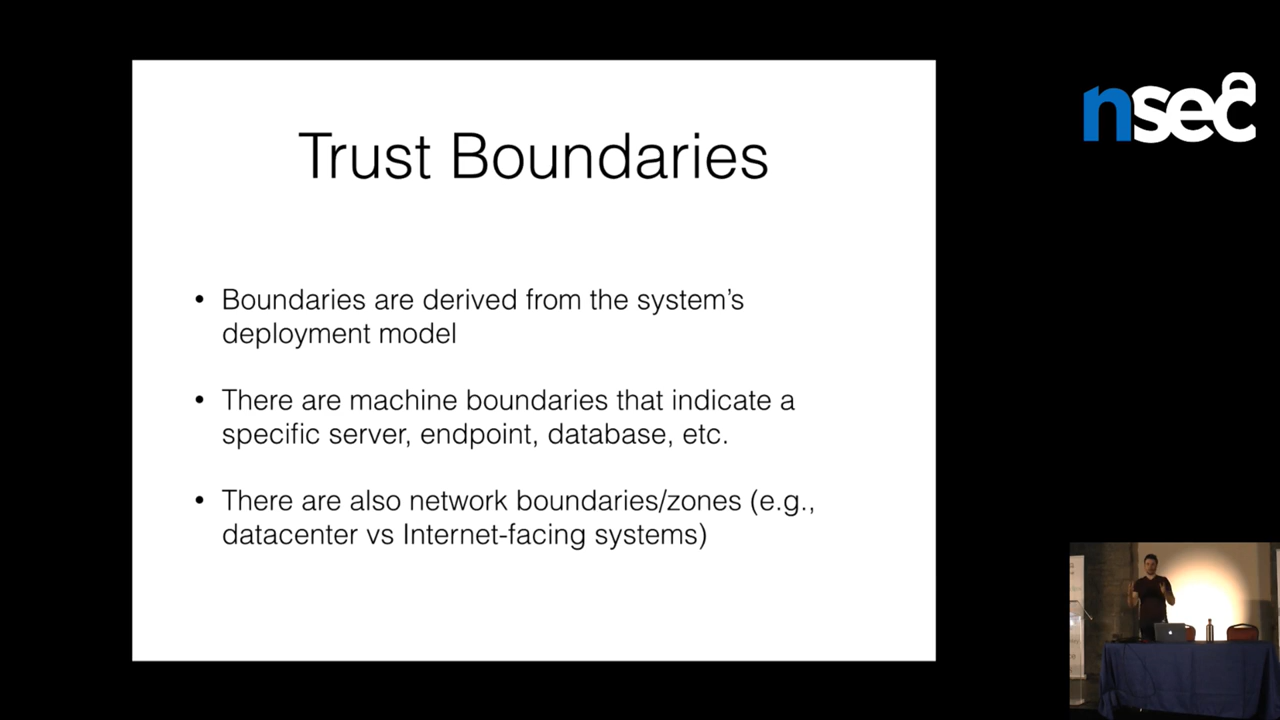 nsec
Trust Boundaries
• Boundaries are derived from the system's
deployment model
• There are machine boundaries that indicate a
specific server, endpoint, database, etc.
• There are also network boundaries/zones (e.g.,
datacenter vs Internet-facing systems)